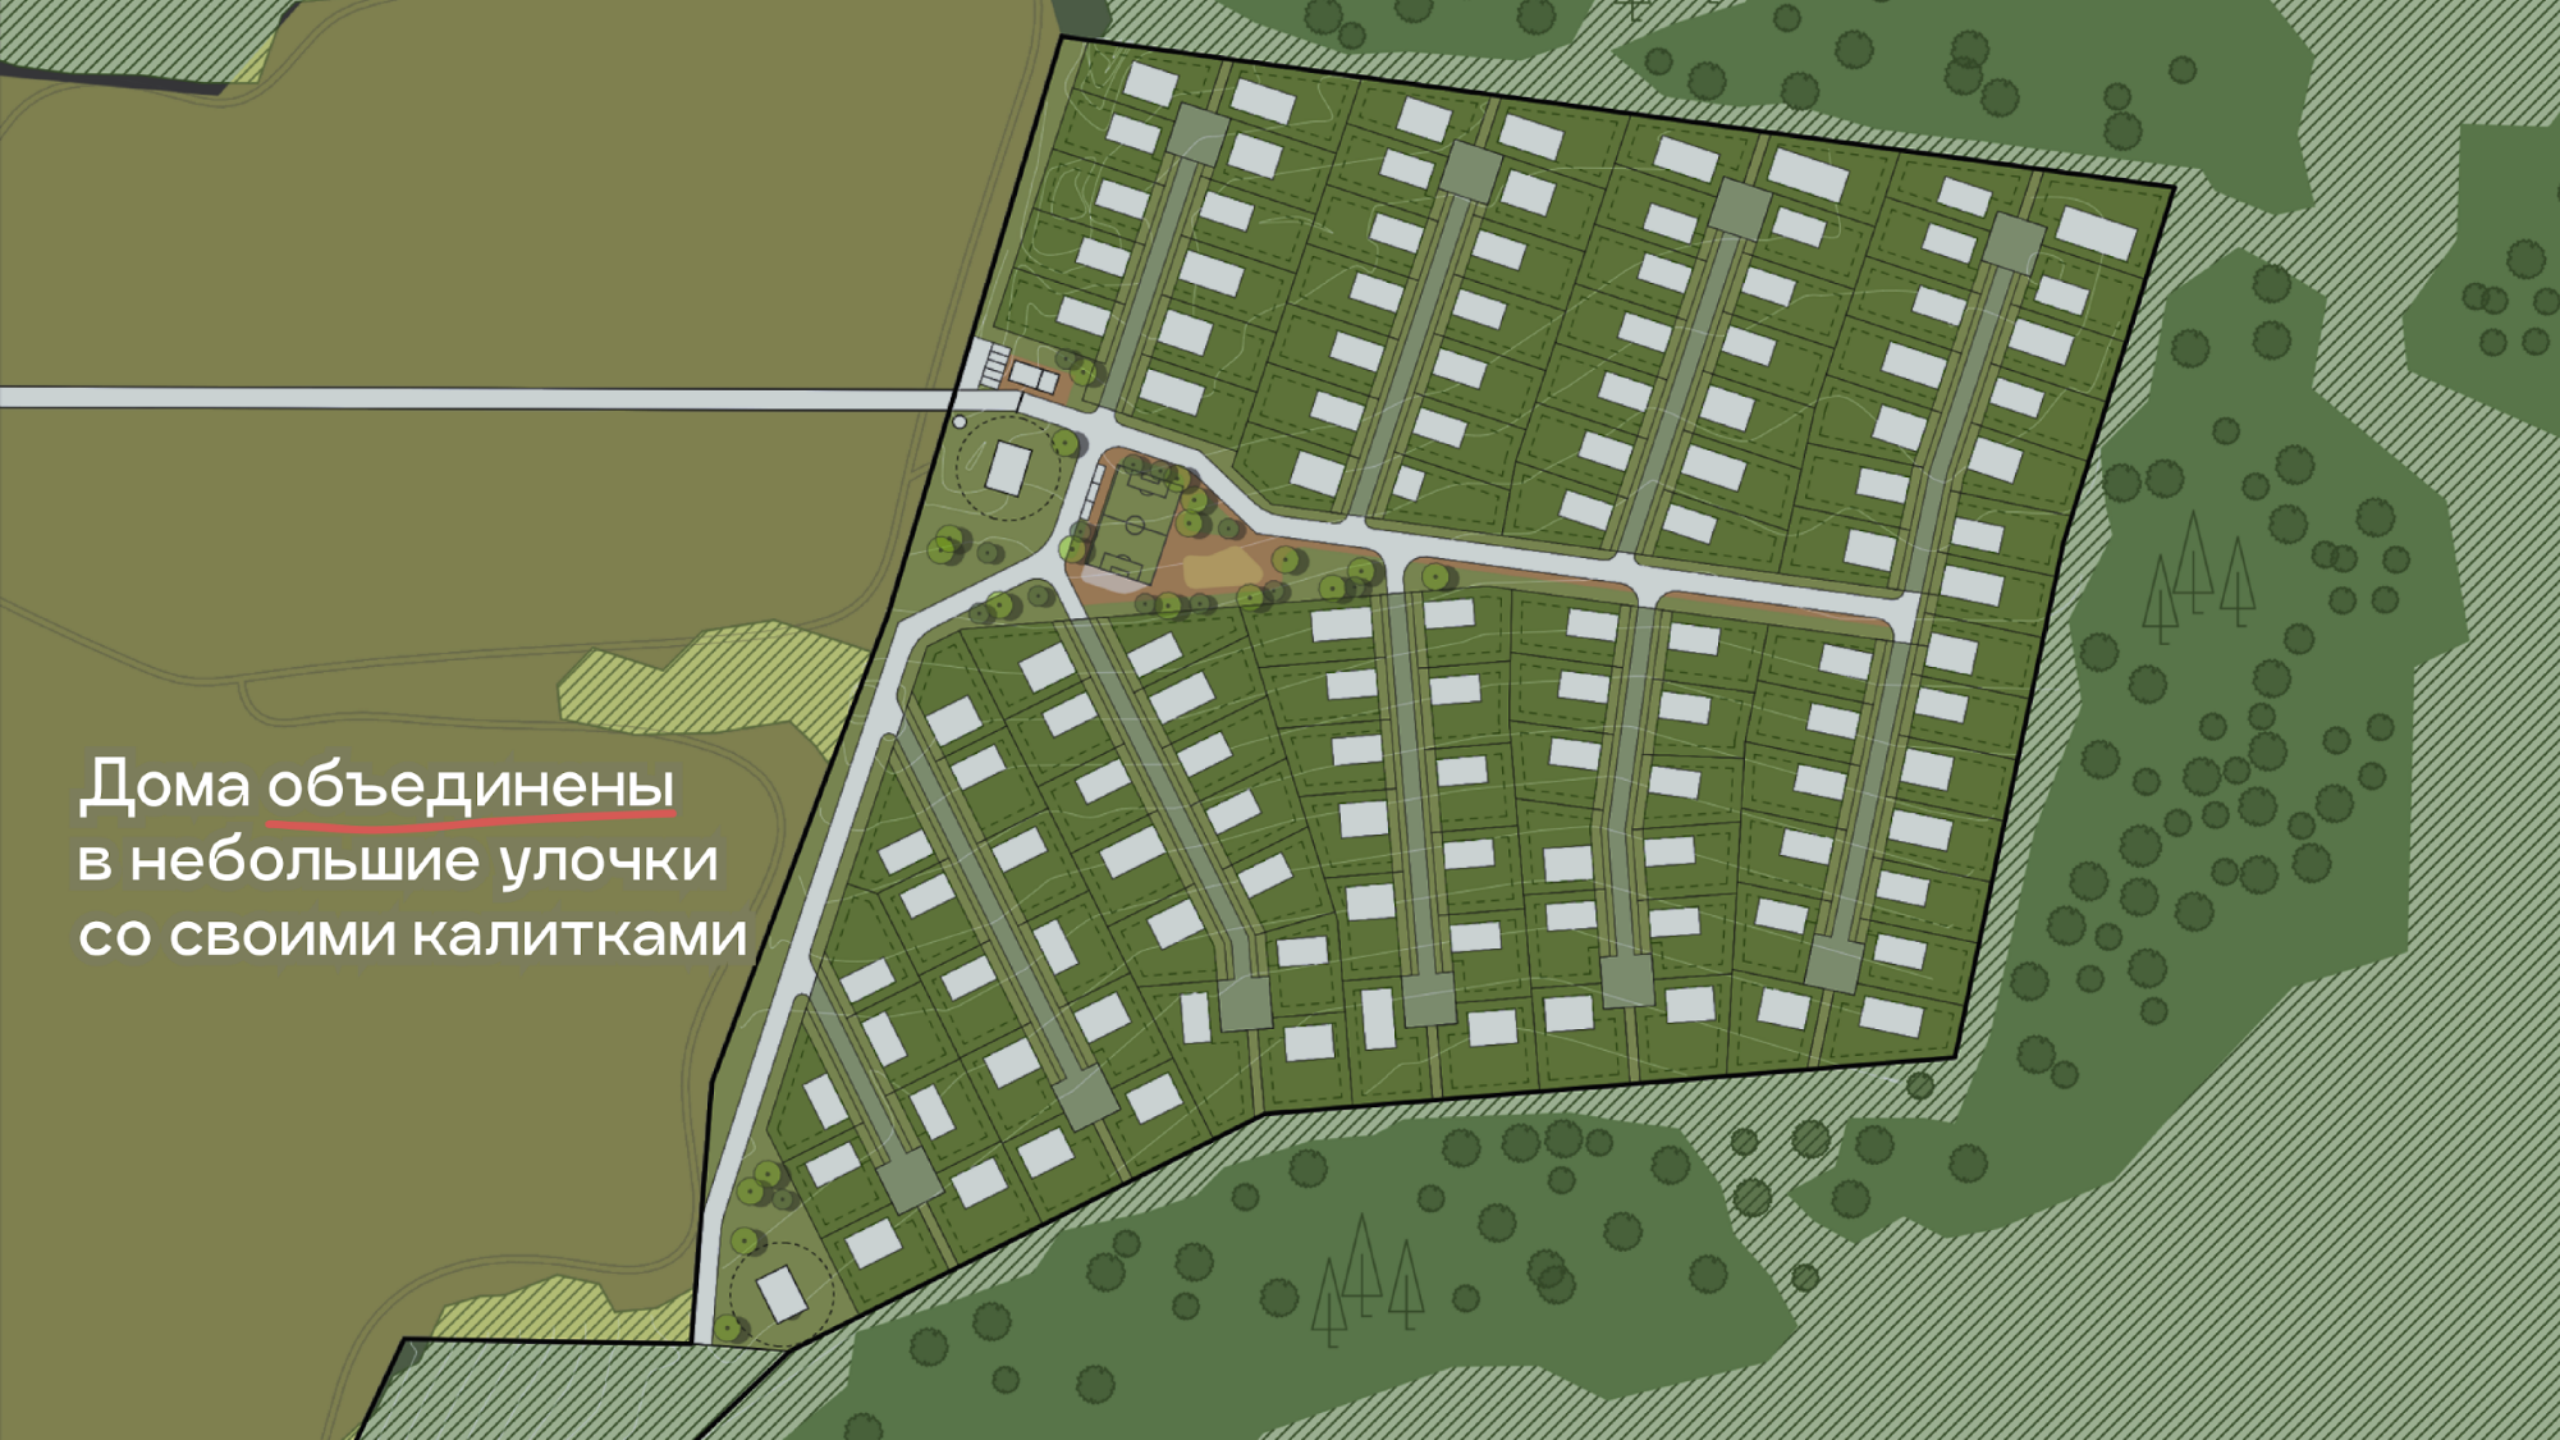 Дома объединены
в небольшие улочки
со своими калитками